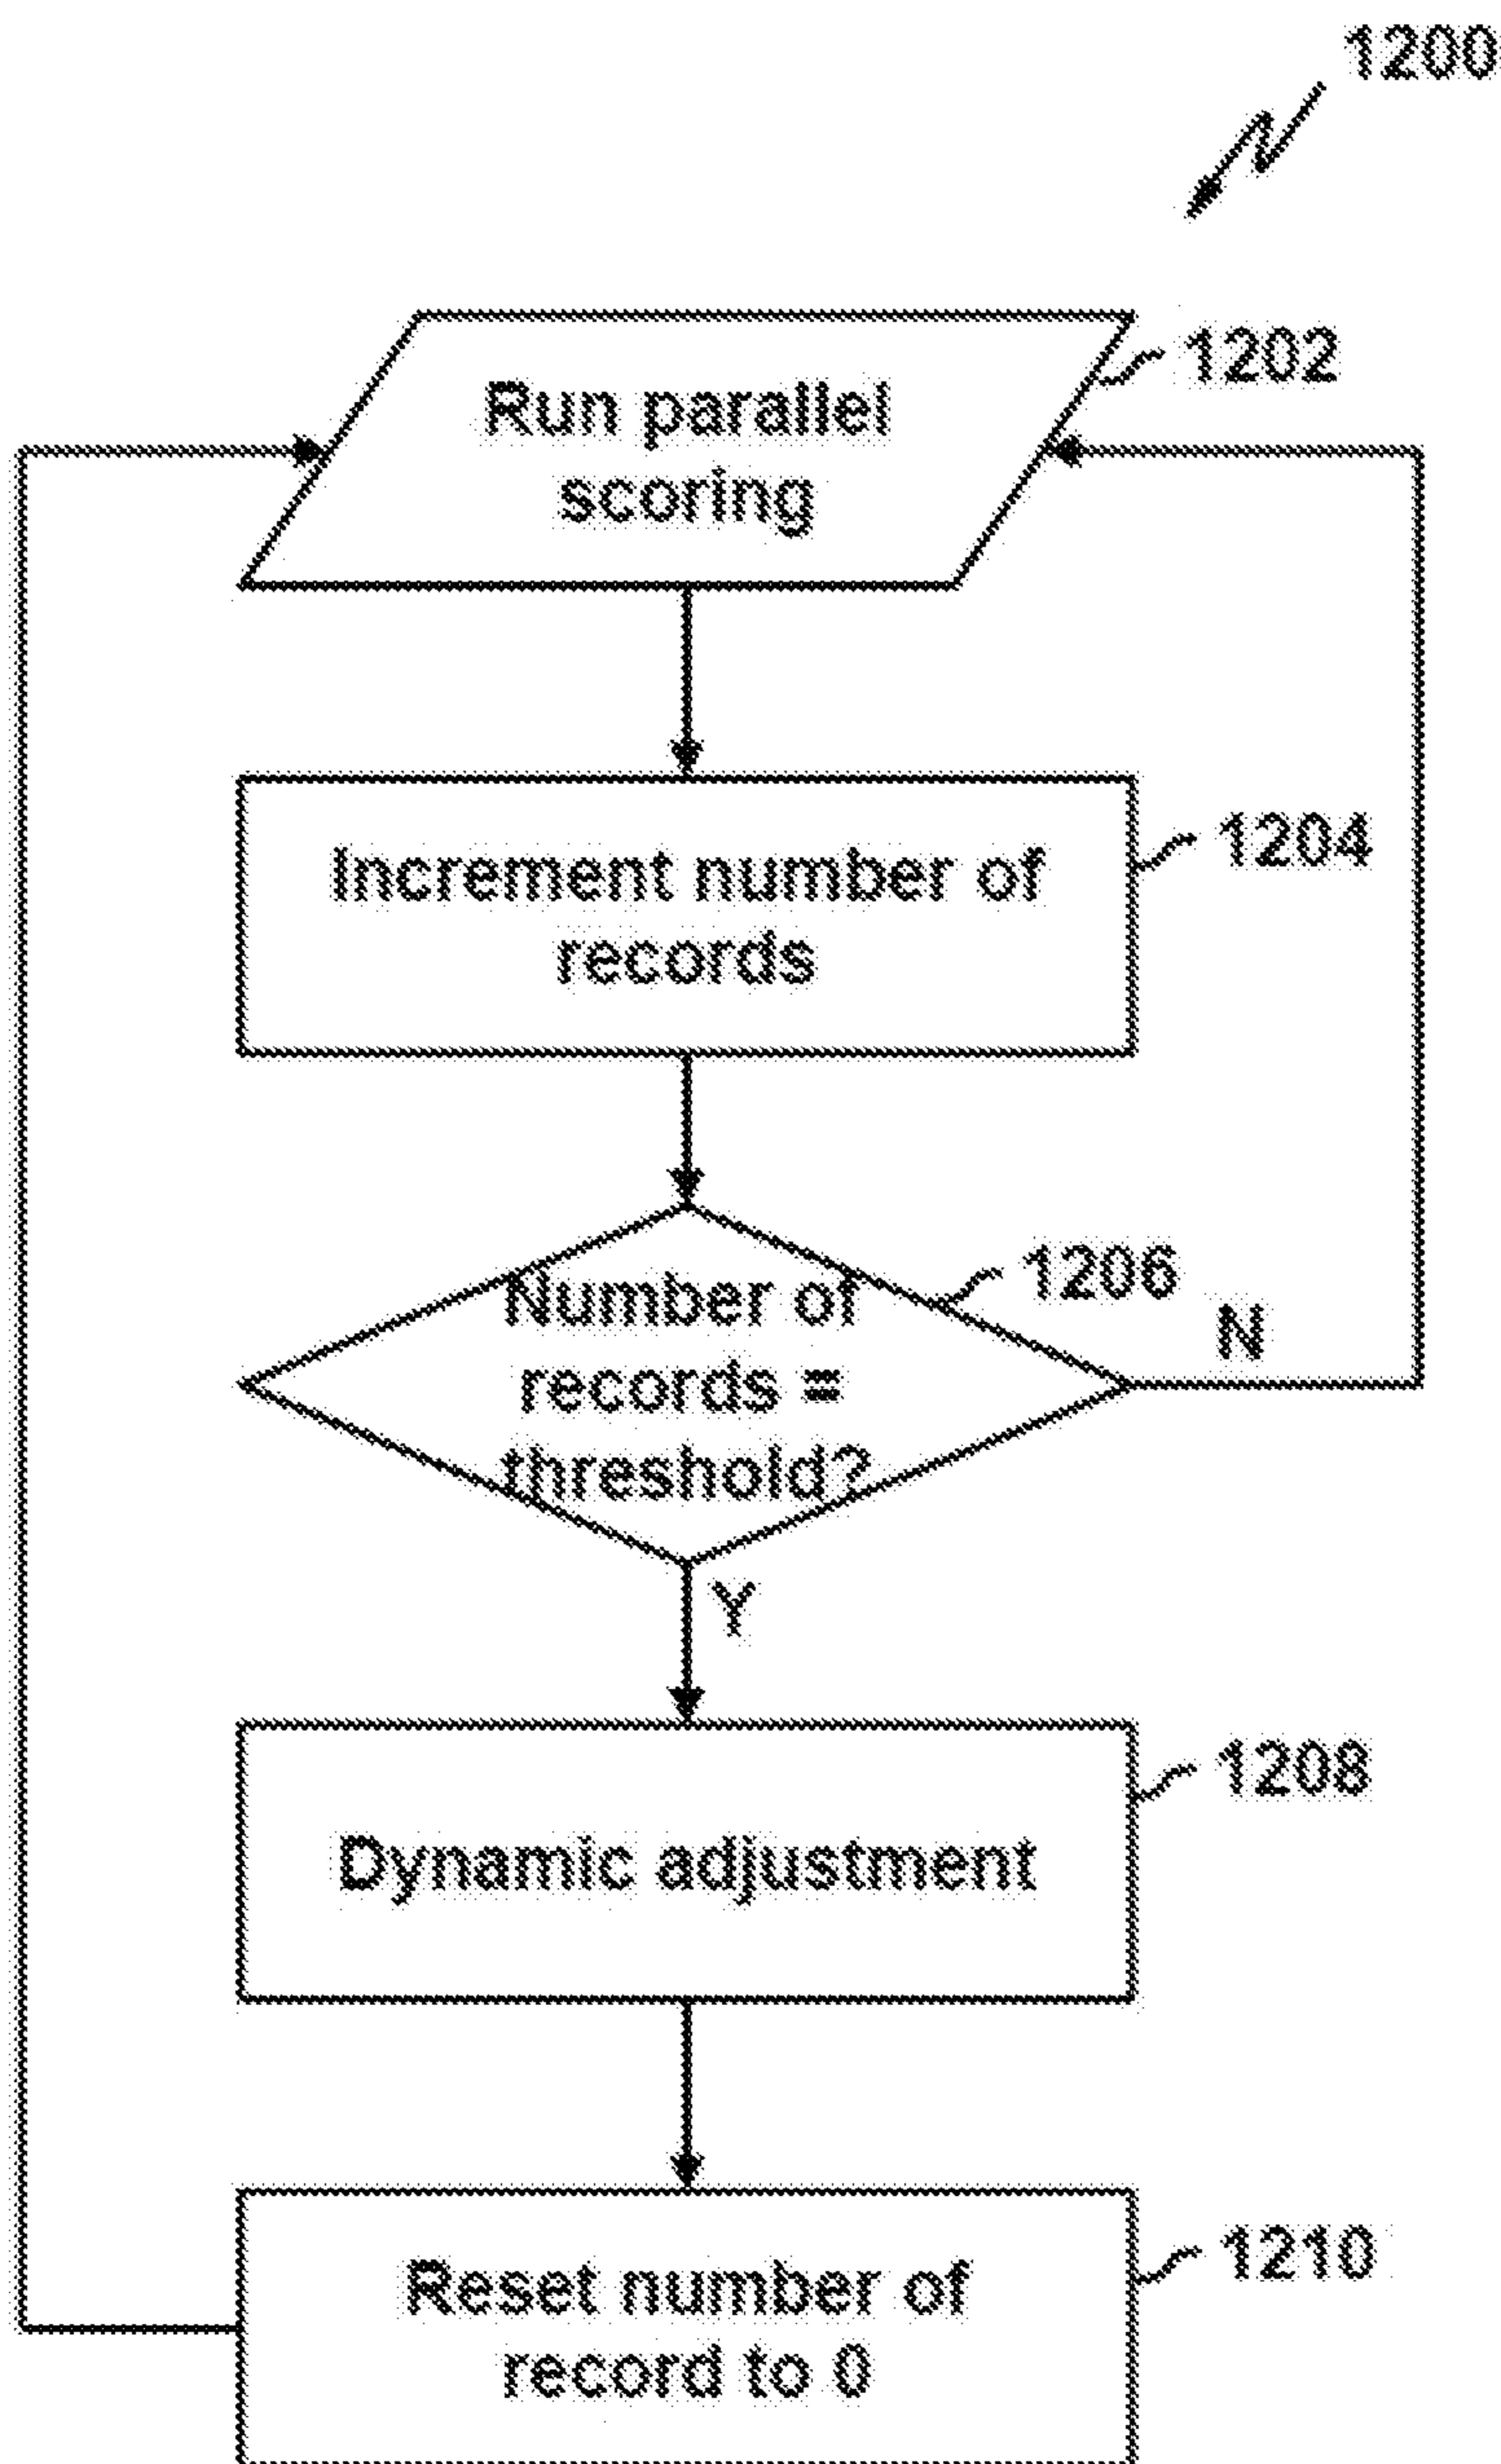 1200
Run parallel
scoring
1202
Increment number of
records
1204
Number of
records =
threshold?
1206
N
Y
Dynamic adjustment
1208
Reset number of
record to 0
1210